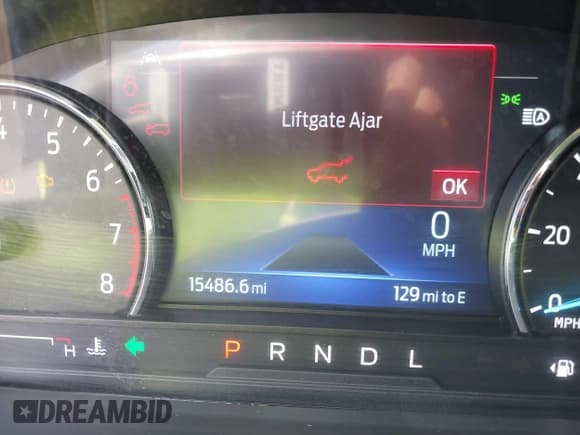 Liftgate Ajar
OK
4
5
6
7
8
0
MPH
20
0
MPH
15486.6 mi
129 mi to E
H
P R N D L
DREAMBID